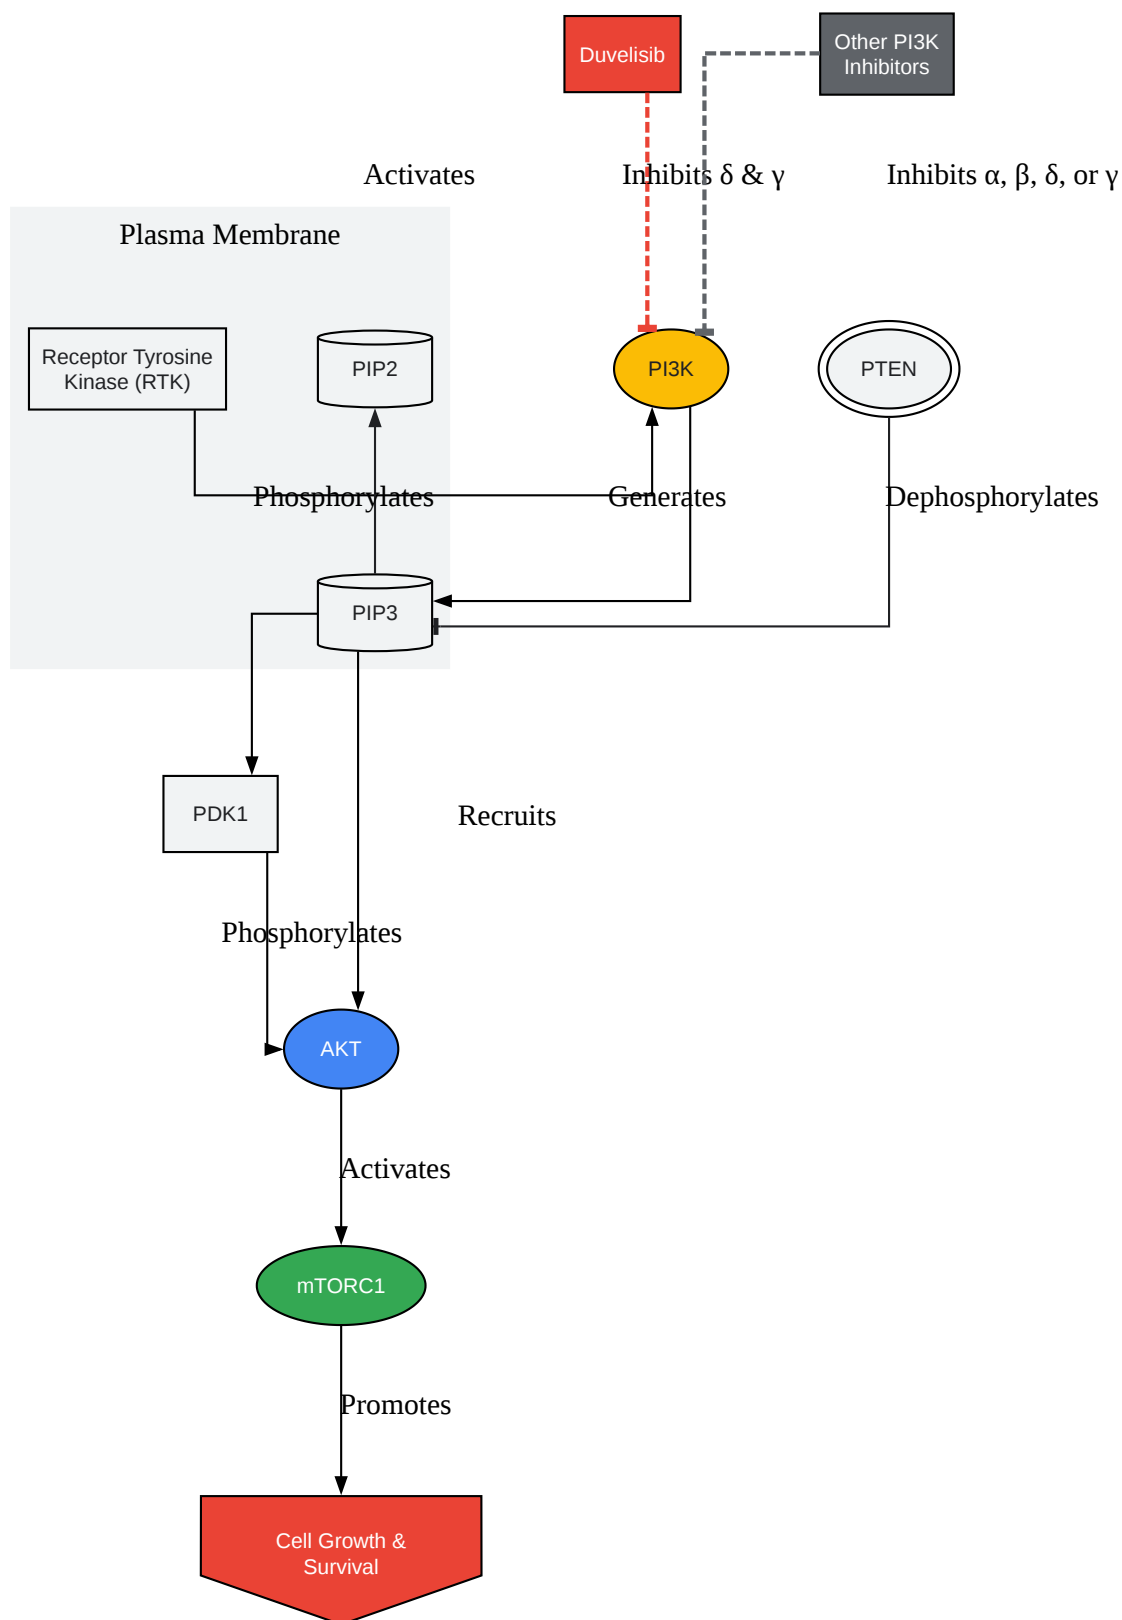 Duvelisib
Other PI3K
Inhibitors
Activates
Inhibits δ & γ
Inhibits α, β, δ, or γ
Plasma Membrane
Receptor Tyrosine
Kinase (RTK)
PIP2
PI3K
PTEN
Phosphorylates
Generates
Dephosphorylates
PIP3
PDK1
Recruits
Phosphorylates
AKT
Activates
mTORC1
Promotes
Cell Growth &
Survival